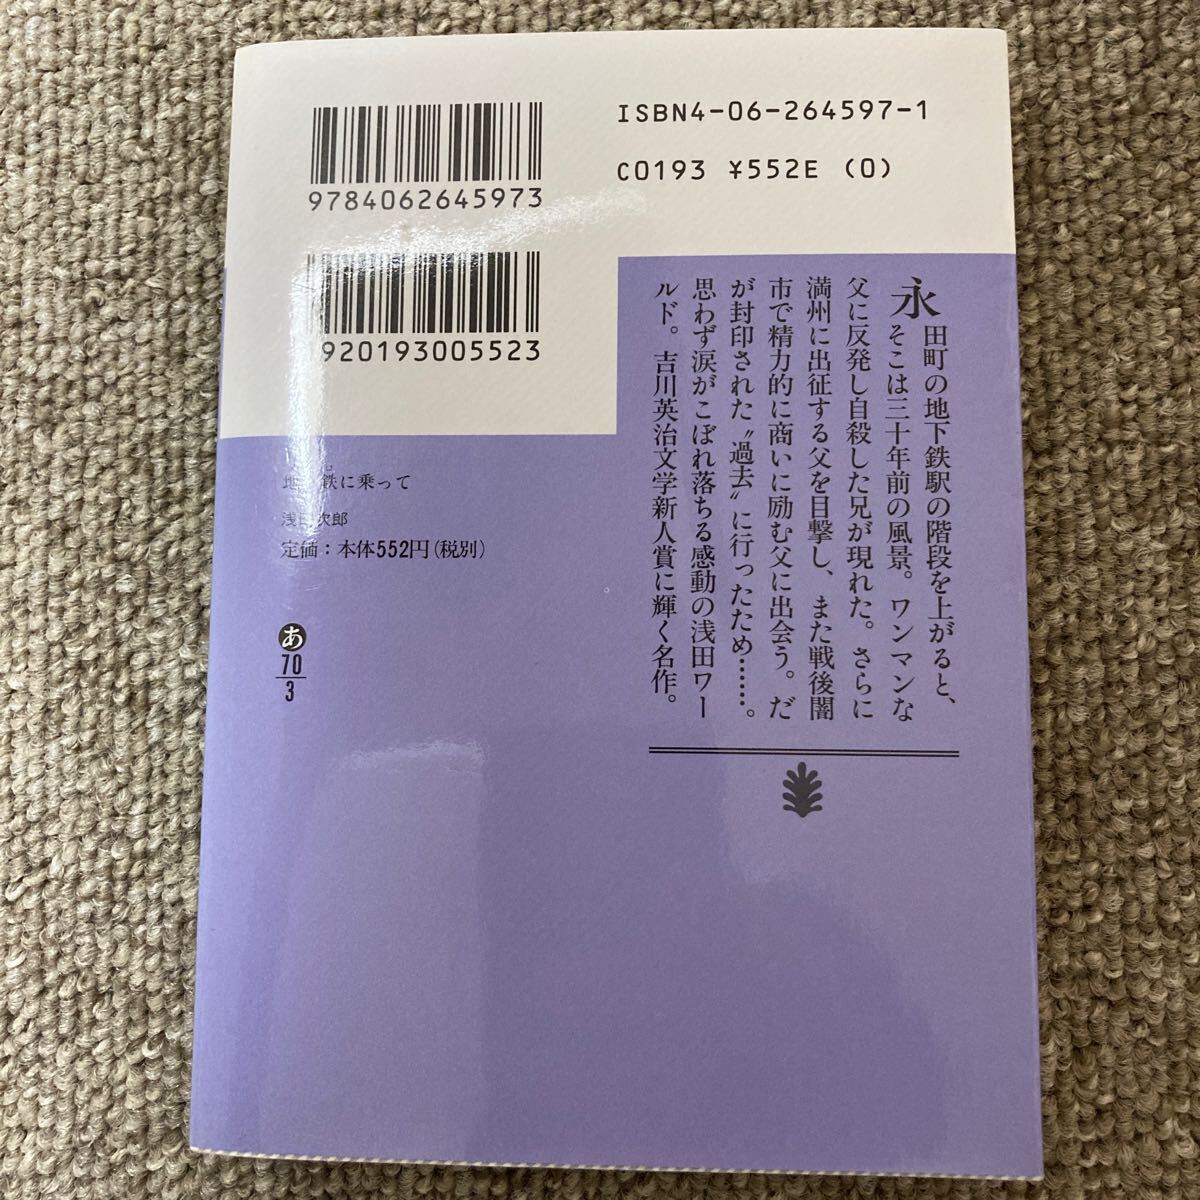 ISBN4-06-264597-1
C0193 ¥552E (0)
9784062645973
1920193005523
永田町の地下鉄駅の階段を上がると、
そこは三十年前の風景。ワンマンな
父に反発し自殺した兄が現れた。さらに
満州に出征する父を目撃し、また戦後闇
市で精力的に商いに励む父に出会う。だ
が封印された〝過去〟に行ったため……。
思わず涙がこぼれ落ちる感動の浅田ワー
ルド。吉川英治文学新人賞に輝く名作。
地下鉄に乗って
浅田次郎
定価：本体552円（税別）
あ
70
3